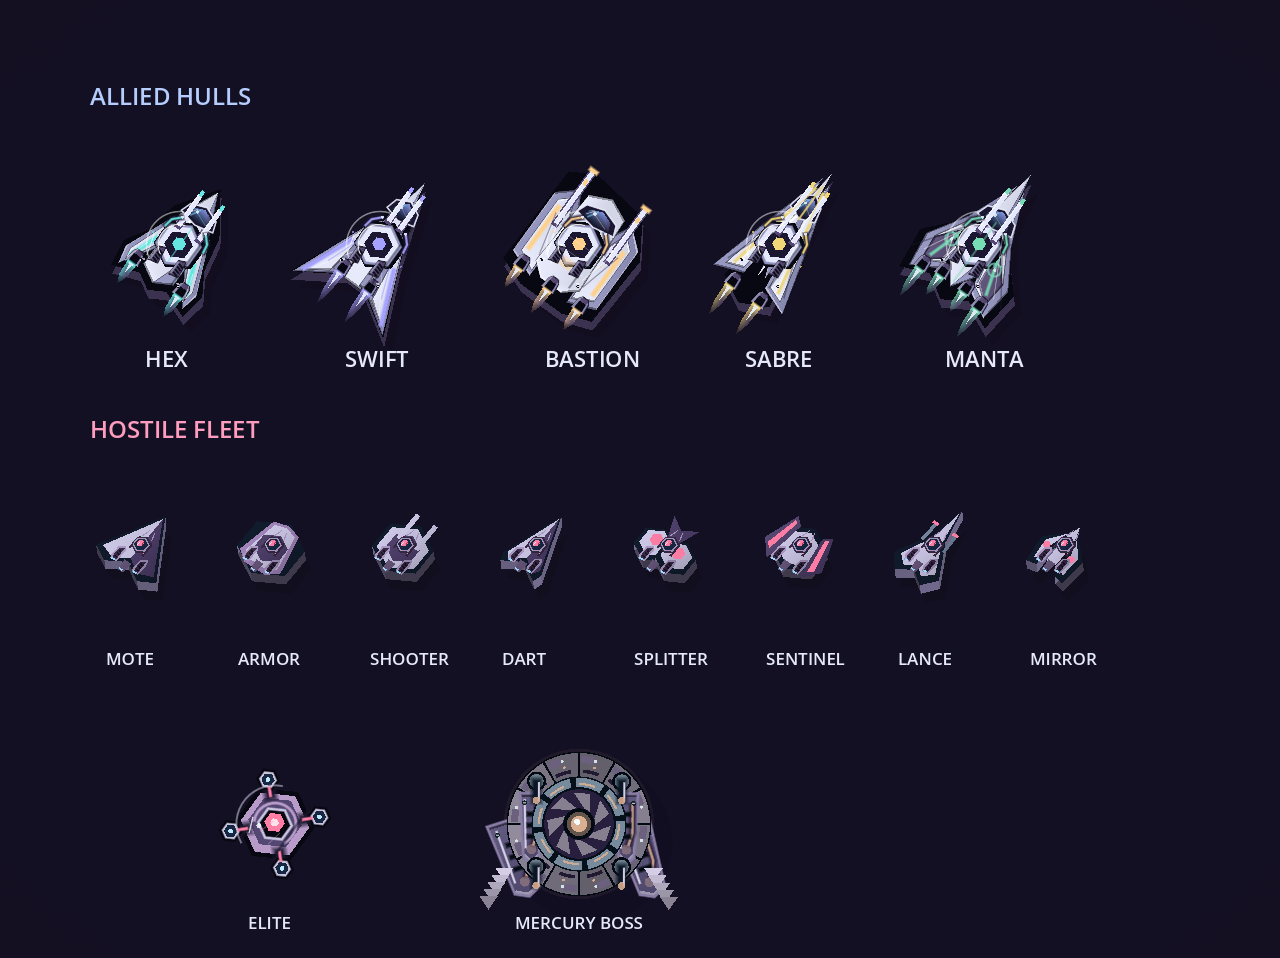 ALLIED HULLS
HEX SWIFT BASTION SABRE MANTA
HOSTILE FLEET
MOTE ARMOR SHOOTER DART SPLITTER SENTINEL LANCE MIRROR
ELITE MERCURY BOSS